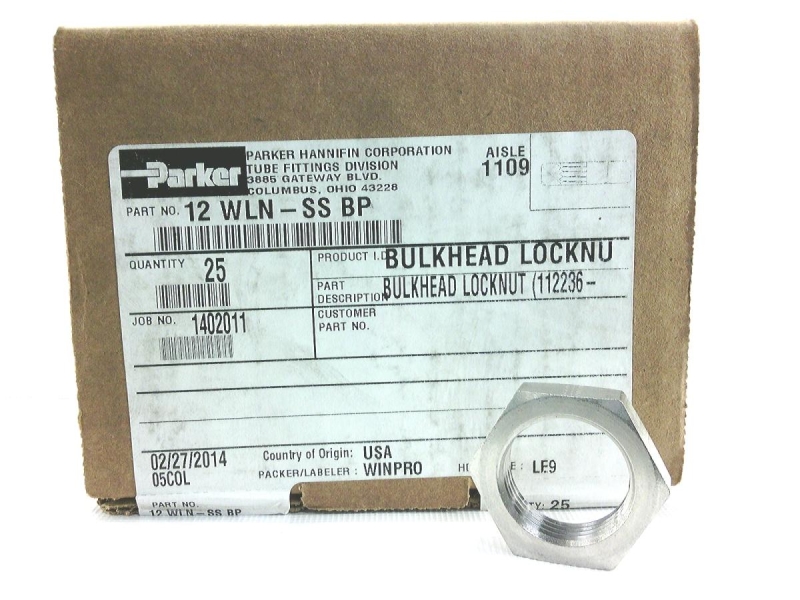 Parker
PARKER HANNIFIN CORPORATION
TUBE FITTINGS DIVISION
3885 GATEWAY BLVD.
COLUMBUS, OHIO 43228
AISLE
1109
PART NO. 12 WLN-SS BP
QUANTITY 25
PRODUCT I.D. BULKHEAD LOCKNU
PART
DESCRIPTION BULKHEAD LOCKNUT (112236-
JOB NO. 1402011
CUSTOMER
PART NO.
02/27/2014
05COL
Country of Origin: USA
PACKER/LABELER : WINPRO
: LE9
PART NO.
12 WLN-SS BP
: 25